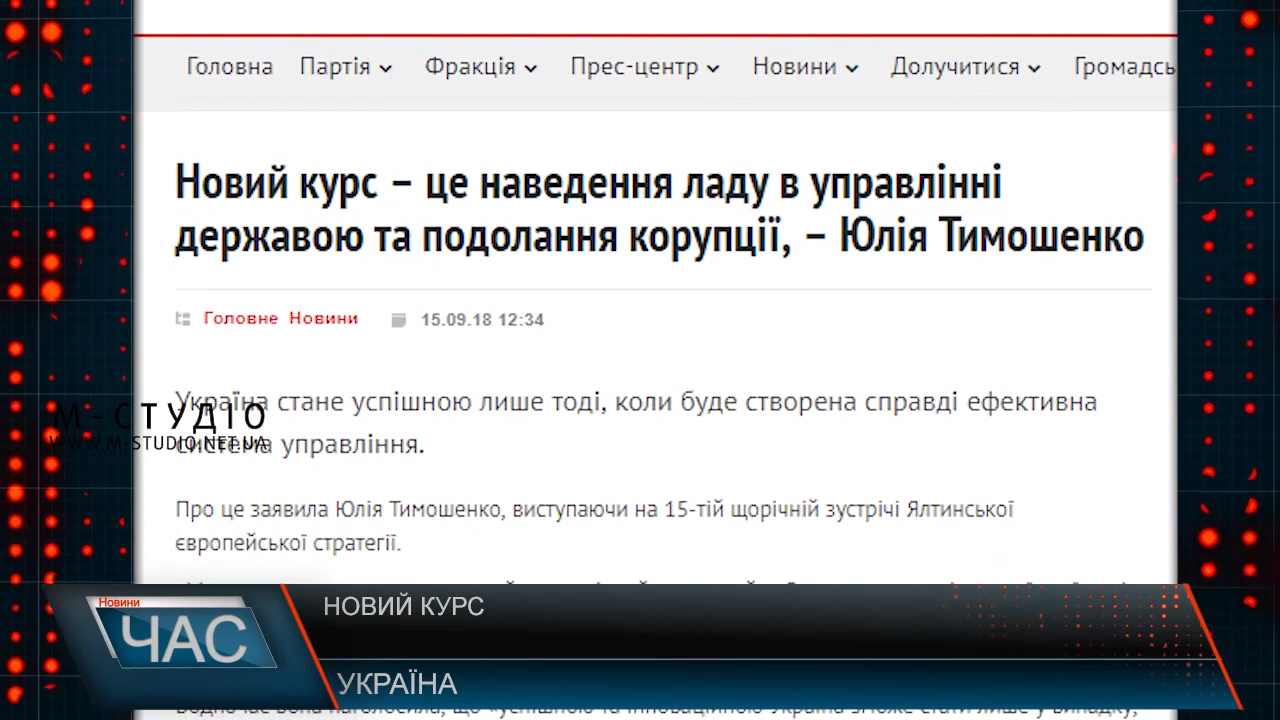 Головна Партія Фракція Прес-центр Новини Долучитися Громадсь
Новий курс – це наведення ладу в управлінні
державою та подолання корупції, – Юлія Тимошенко
Головне Новини 15.09.18 12:34
Україна стане успішною лише тоді, коли буде створена справді ефективна
система управління.
М-СТУДІО
WWW.M-STUDIO.NET.UA
Про це заявила Юлія Тимошенко, виступаючи на 15-тій щорічній зустрічі Ялтинської
європейської стратегії.
Новини
ЧАС
НОВИЙ КУРС
УКРАЇНА